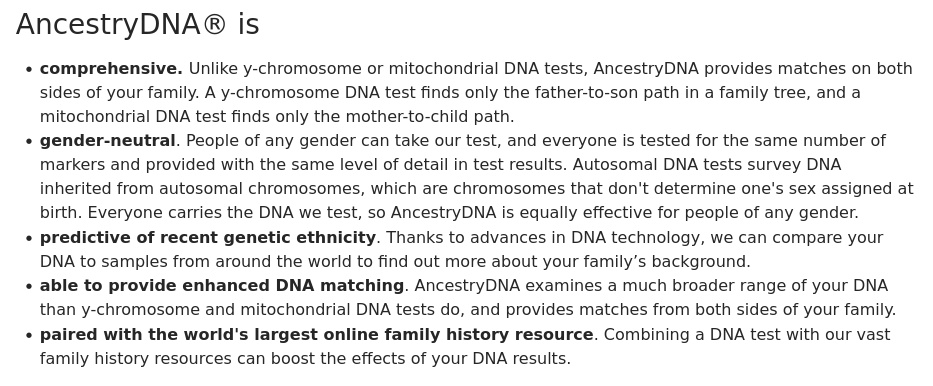 AncestryDNA® is
• comprehensive. Unlike y-chromosome or mitochondrial DNA tests, AncestryDNA provides matches on both
sides of your family. A y-chromosome DNA test finds only the father-to-son path in a family tree, and a
mitochondrial DNA test finds only the mother-to-child path.
• gender-neutral. People of any gender can take our test, and everyone is tested for the same number of
markers and provided with the same level of detail in test results. Autosomal DNA tests survey DNA
inherited from autosomal chromosomes, which are chromosomes that don't determine one's sex assigned at
birth. Everyone carries the DNA we test, so AncestryDNA is equally effective for people of any gender.
• predictive of recent genetic ethnicity. Thanks to advances in DNA technology, we can compare your
DNA to samples from around the world to find out more about your family’s background.
• able to provide enhanced DNA matching. AncestryDNA examines a much broader range of your DNA
than y-chromosome and mitochondrial DNA tests do, and provides matches from both sides of your family.
• paired with the world's largest online family history resource. Combining a DNA test with our vast
family history resources can boost the effects of your DNA results.